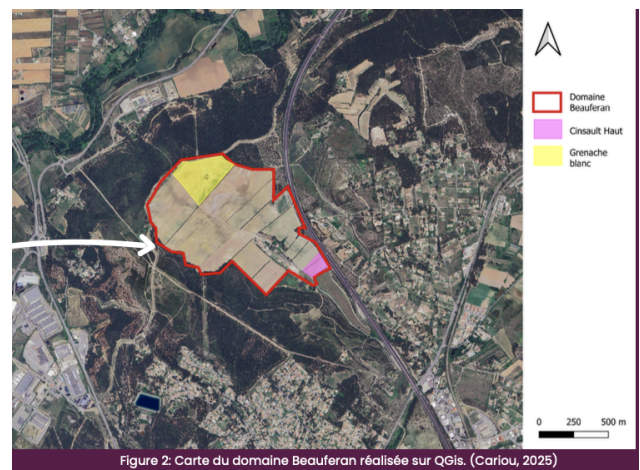 Domaine
Beauferan
Cinsault Haut
Grenache
blanc
0 250 500 m
Figure 2: Carte du domaine Beauferan réalisée sur QGis. (Cariou, 2025)